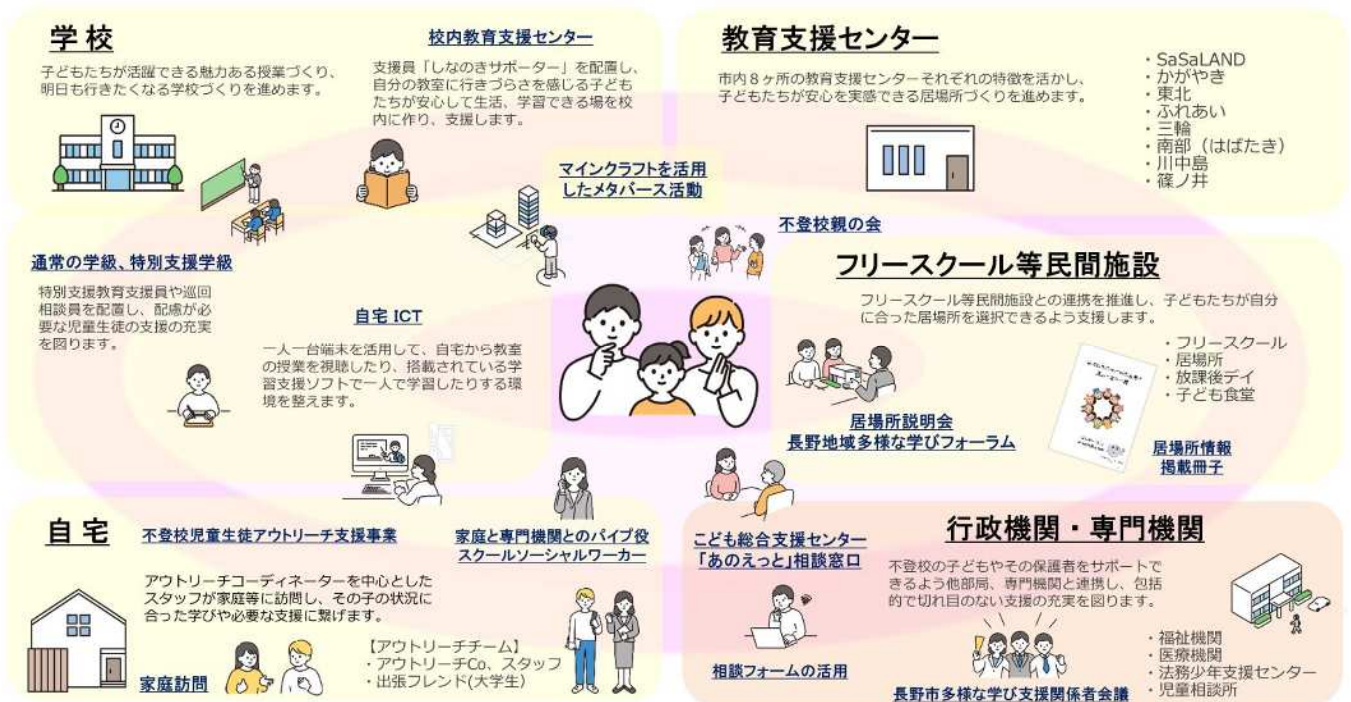 学校
子どもたちが活躍できる魅力ある授業づくり、
明日も行きたくなる学校づくりを進めます。
校内教育支援センター
支援員「しなのきサポーター」を配置し、
自分の教室に行きづらさを感じる子ども
たちが安心して生活、学習できる場を校
内に作り、支援します。
マインクラフトを活用
したメタバース活動
教育支援センター
市内８ヶ所の教育支援センターそれぞれの特徴を活かし、
子どもたちが安心を実感できる居場所づくりを進めます。
・SaSaLAND
・かがやき
・東北
・ふれあい
・三輪
・南部（はばたき）
・川中島
・篠ノ井
不登校親の会
通常の学級、特別支援学級
特別支援教育支援員や巡回
相談員を配置し、配慮が必
要な児童生徒の支援の充実
を図ります。
自宅 ICT
一人一台端末を活用して、自宅から教室
の授業を視聴したり、搭載されている学
習支援ソフトで一人で学習したりする環
境を整えます。
フリースクール等民間施設
フリースクール等民間施設との連携を推進し、子どもたちが自分
に合った居場所を選択できるよう支援します。
・フリースクール
・居場所
・放課後デイ
・子ども食堂
居場所説明会
長野地域多様な学びフォーラム
居場所情報
掲載冊子
自宅
不登校児童生徒アウトリーチ支援事業
アウトリーチコーディネーターを中心とした
スタッフが家庭等に訪問し、その子の状況に
合った学びや必要な支援に繋げます。
家庭訪問
【アウトリーチチーム】
・アウトリーチCo、スタッフ
・出張フレンド(大学生）
家庭と専門機関とのパイプ役
スクールソーシャルワーカー
こども総合支援センター
「あのえっと」相談窓口
相談フォームの活用
行政機関・専門機関
不登校の子どもやその保護者をサポートで
きるよう他部局、専門機関と連携し、包括
的で切れ目のない支援の充実を図ります。
・福祉機関
・医療機関
・法務少年支援センター
・児童相談所
長野市多様な学び支援関係者会議